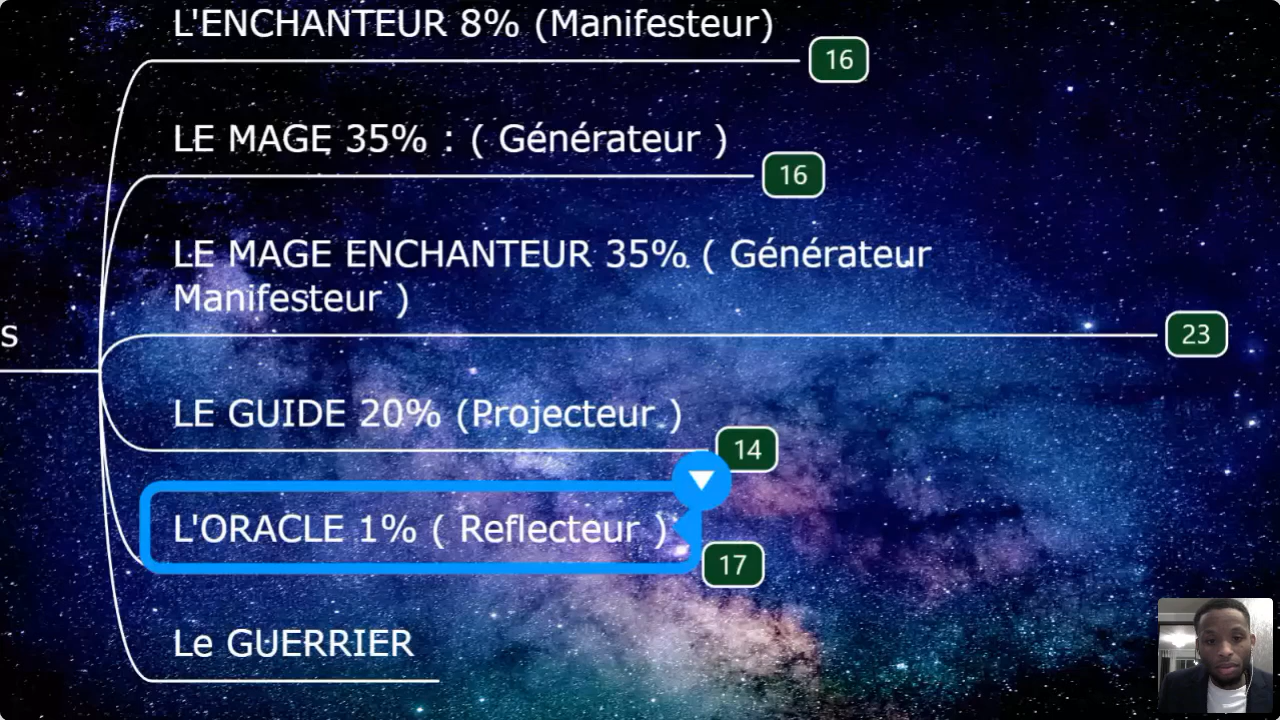 L'ENCHANTEUR 8% (Manifesteur)
16
LE MAGE 35% : ( Générateur )
16
LE MAGE ENCHANTEUR 35% ( Générateur
Manifesteur )
23
s
LE GUIDE 20% (Projecteur )
14
L'ORACLE 1% ( Reflecteur )
17
Le GUERRIER